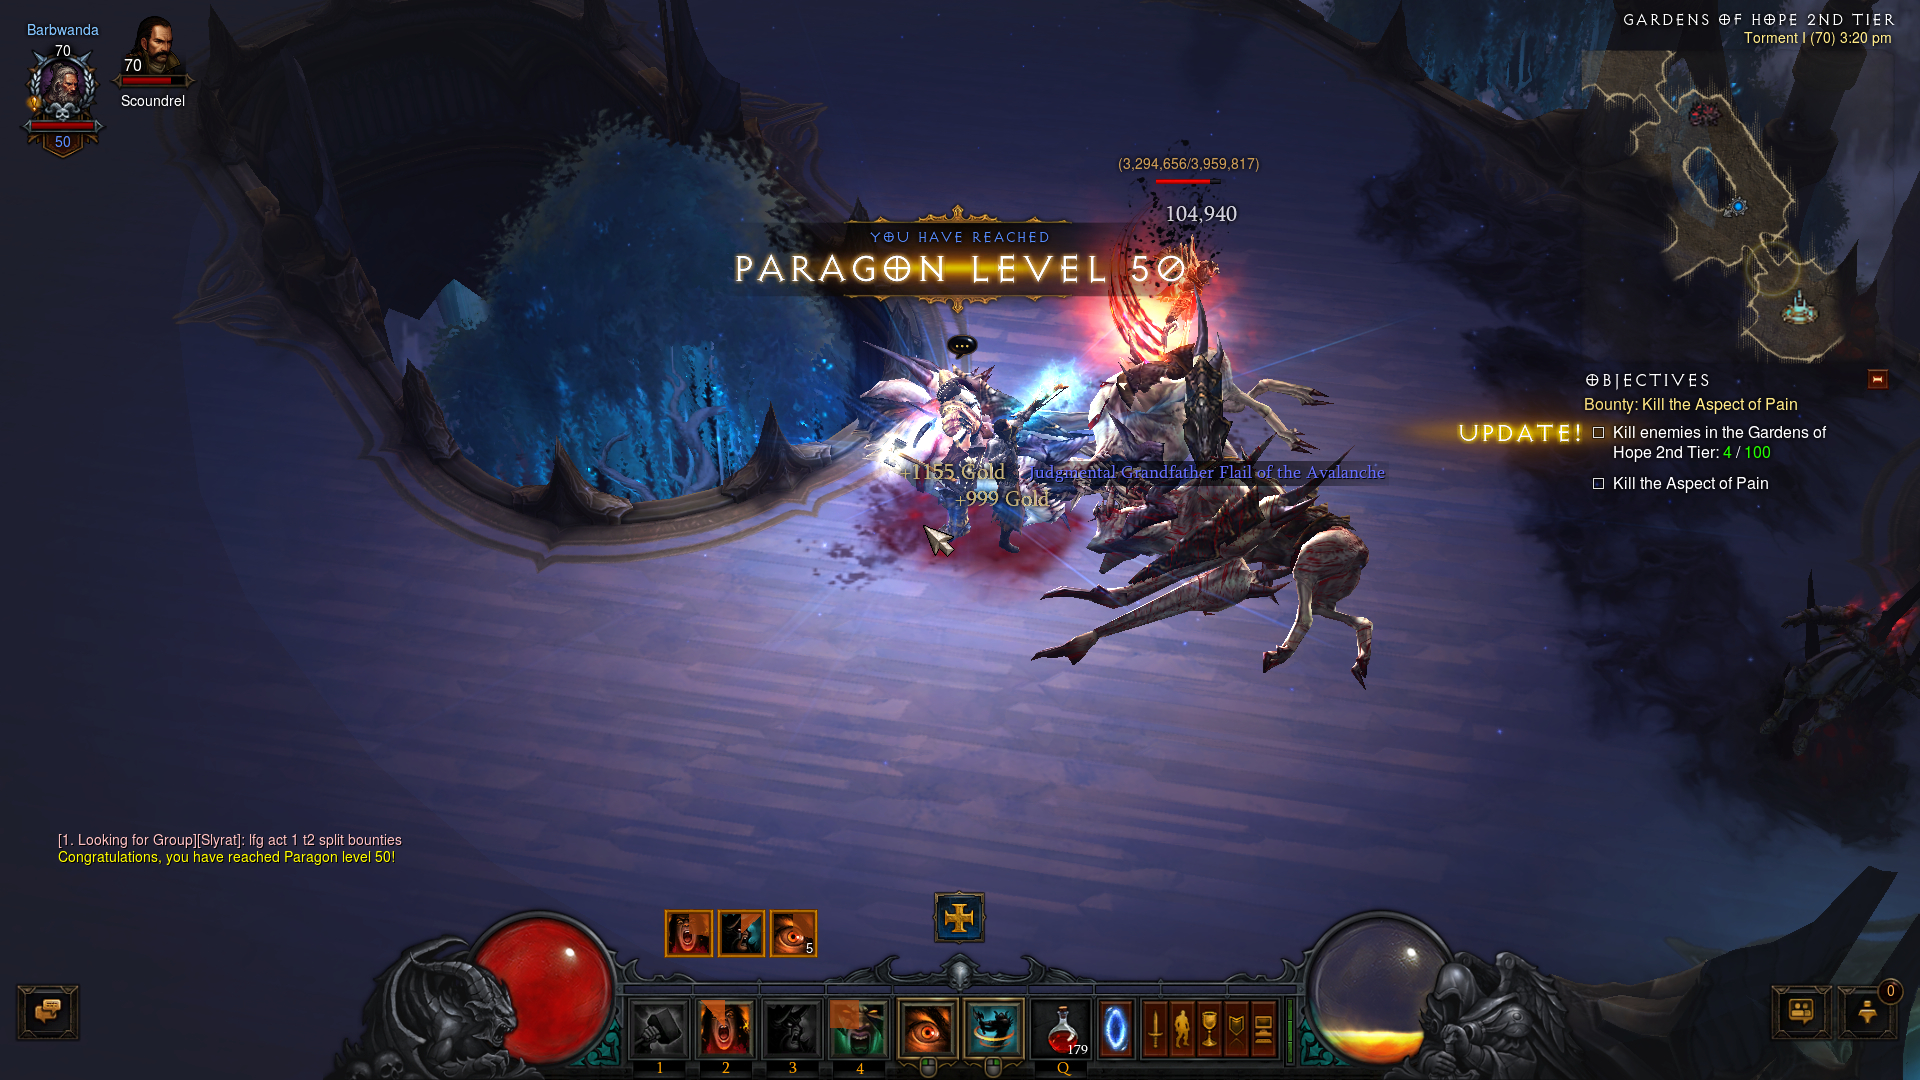 Barbwanda
70
50
70
Scoundrel
GARDENS OF HOPE 2ND TIER
Torment I (70) 3:20 pm
(3,294,656/3,959,817)
104,940
YOU HAVE REACHED
PARAGON LEVEL 50
OBJECTIVES
Bounty: Kill the Aspect of Pain
UPDATE!
Kill enemies in the Gardens of
Hope 2nd Tier: 4 / 100
Kill the Aspect of Pain
+1155 Gold
Judgmental Grandfather Flail of the Avalanche
+999 Gold
[1. Looking for Group][Slyrat]: lfg act 1 t2 split bounties
Congratulations, you have reached Paragon level 50!
5
179
0
1
2
3
4
Q